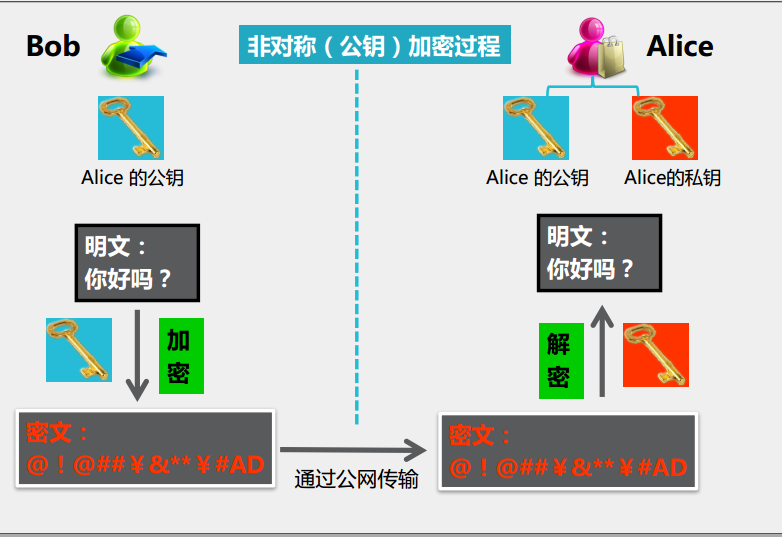 Bob
非对称（公钥）加密过程
Alice
Alice 的公钥
Alice 的公钥
Alice的私钥
明文：
你好吗？
明文：
你好吗？
加
密
解
密
密文：
@！@##￥&**￥#AD
通过公网传输
密文：
@！@##￥&**￥#AD